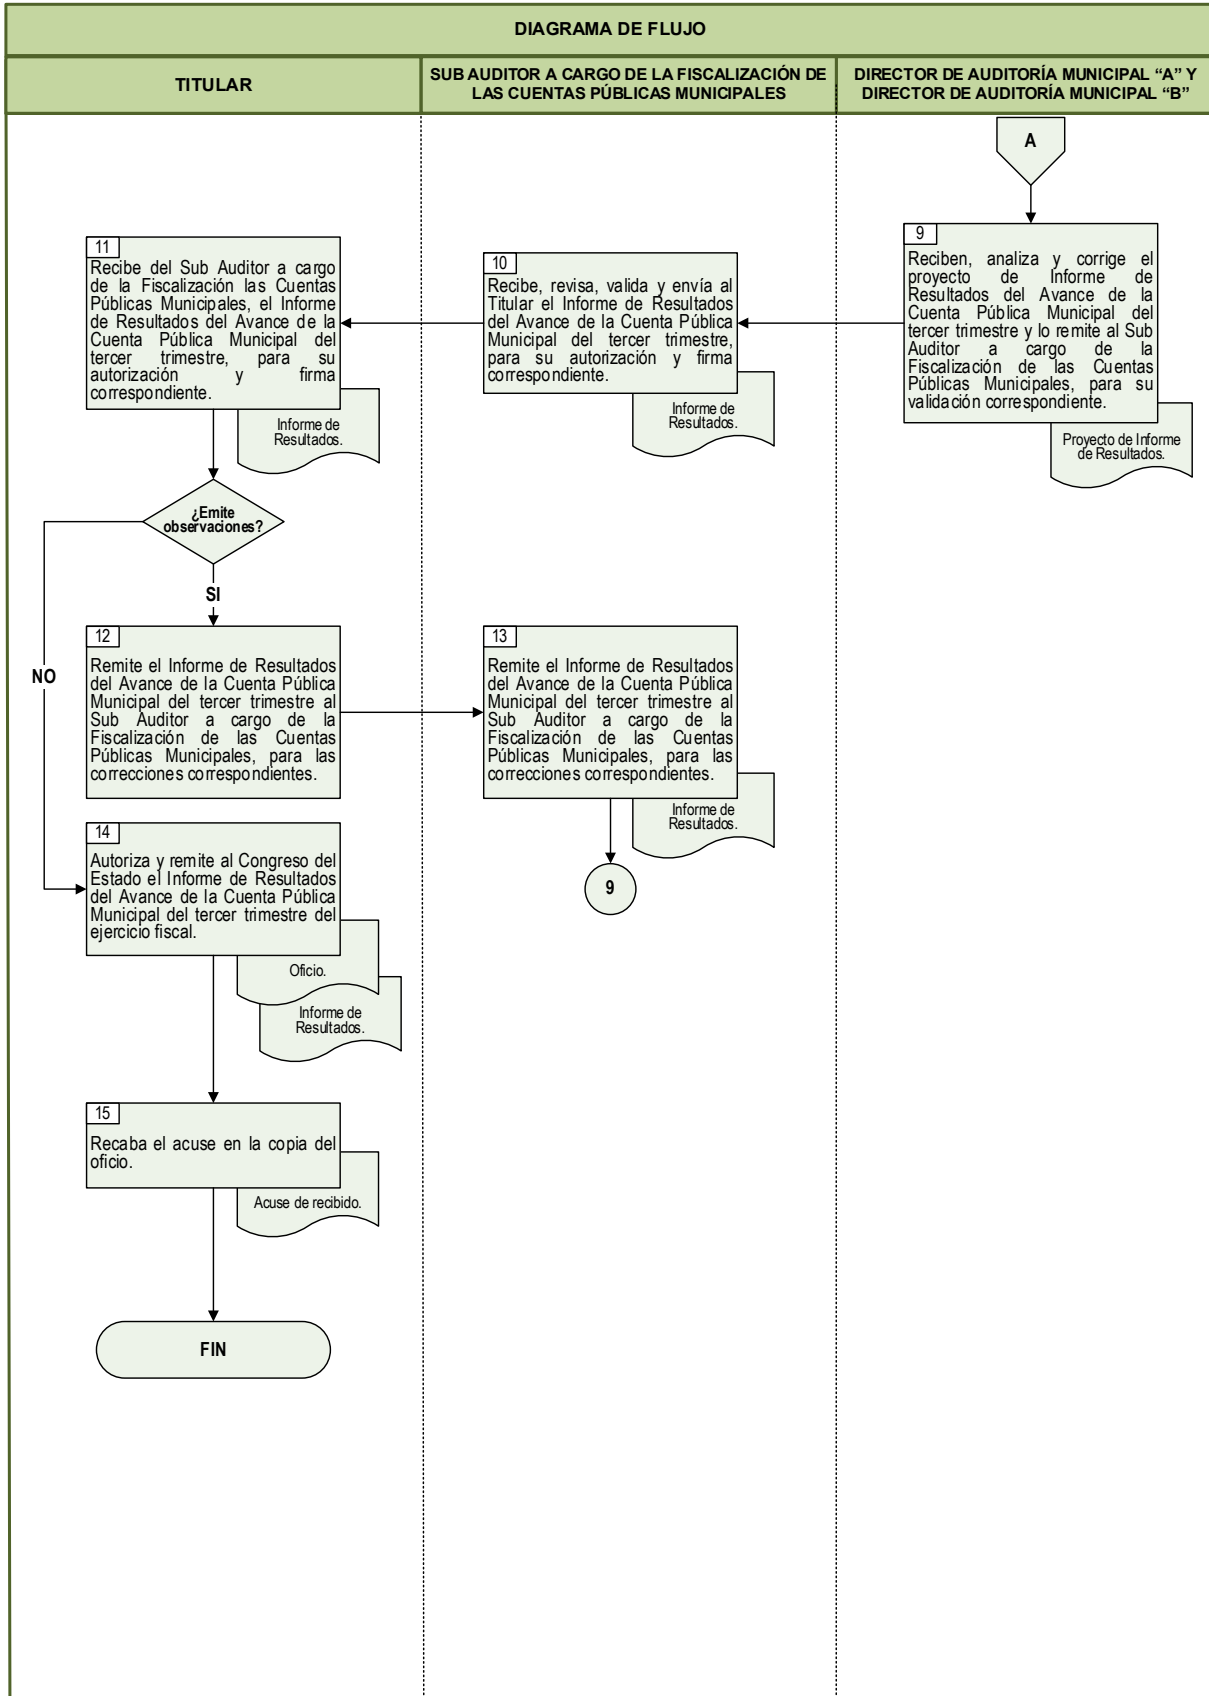 DIAGRAMA DE FLUJO
TITULAR
SUB AUDITOR A CARGO DE LA FISCALIZACIÓN DE
LAS CUENTAS PÚBLICAS MUNICIPALES
DIRECTOR DE AUDITORÍA MUNICIPAL “A” Y
DIRECTOR DE AUDITORÍA MUNICIPAL “B”
A
9
Reciben, analiza y corrige el
proyecto de Informe de
Resultados del Avance de la
Cuenta Pública Municipal del
tercer trimestre y lo remite al Sub
Auditor a cargo de la
Fiscalización de las Cuentas
Públicas Municipales, para su
validación correspondiente.
Proyecto de Informe
de Resultados.
10
Recibe, revisa, valida y envía al
Titular el Informe de Resultados
del Avance de la Cuenta Pública
Municipal del tercer trimestre,
para su autorización y firma
correspondiente.
Informe de
Resultados.
11
Recibe del Sub Auditor a cargo
de la Fiscalización las Cuentas
Públicas Municipales, el Informe
de Resultados del Avance de la
Cuenta Pública Municipal del
tercer trimestre, para su
autorización y firma
correspondiente.
Informe de
Resultados.
¿Emite
observaciones?
SI
NO
12
Remite el Informe de Resultados
del Avance de la Cuenta Pública
Municipal del tercer trimestre al
Sub Auditor a cargo de la
Fiscalización de las Cuentas
Públicas Municipales, para las
correcciones correspondientes.
13
Remite el Informe de Resultados
del Avance de la Cuenta Pública
Municipal del tercer trimestre al
Sub Auditor a cargo de la
Fiscalización de las Cuentas
Públicas Municipales, para las
correcciones correspondientes.
Informe de
Resultados.
9
14
Autoriza y remite al Congreso del
Estado el Informe de Resultados
del Avance de la Cuenta Pública
Municipal del tercer trimestre del
ejercicio fiscal.
Oficio.
Informe de
Resultados.
15
Recaba el acuse en la copia del
oficio.
Acuse de recibido.
FIN